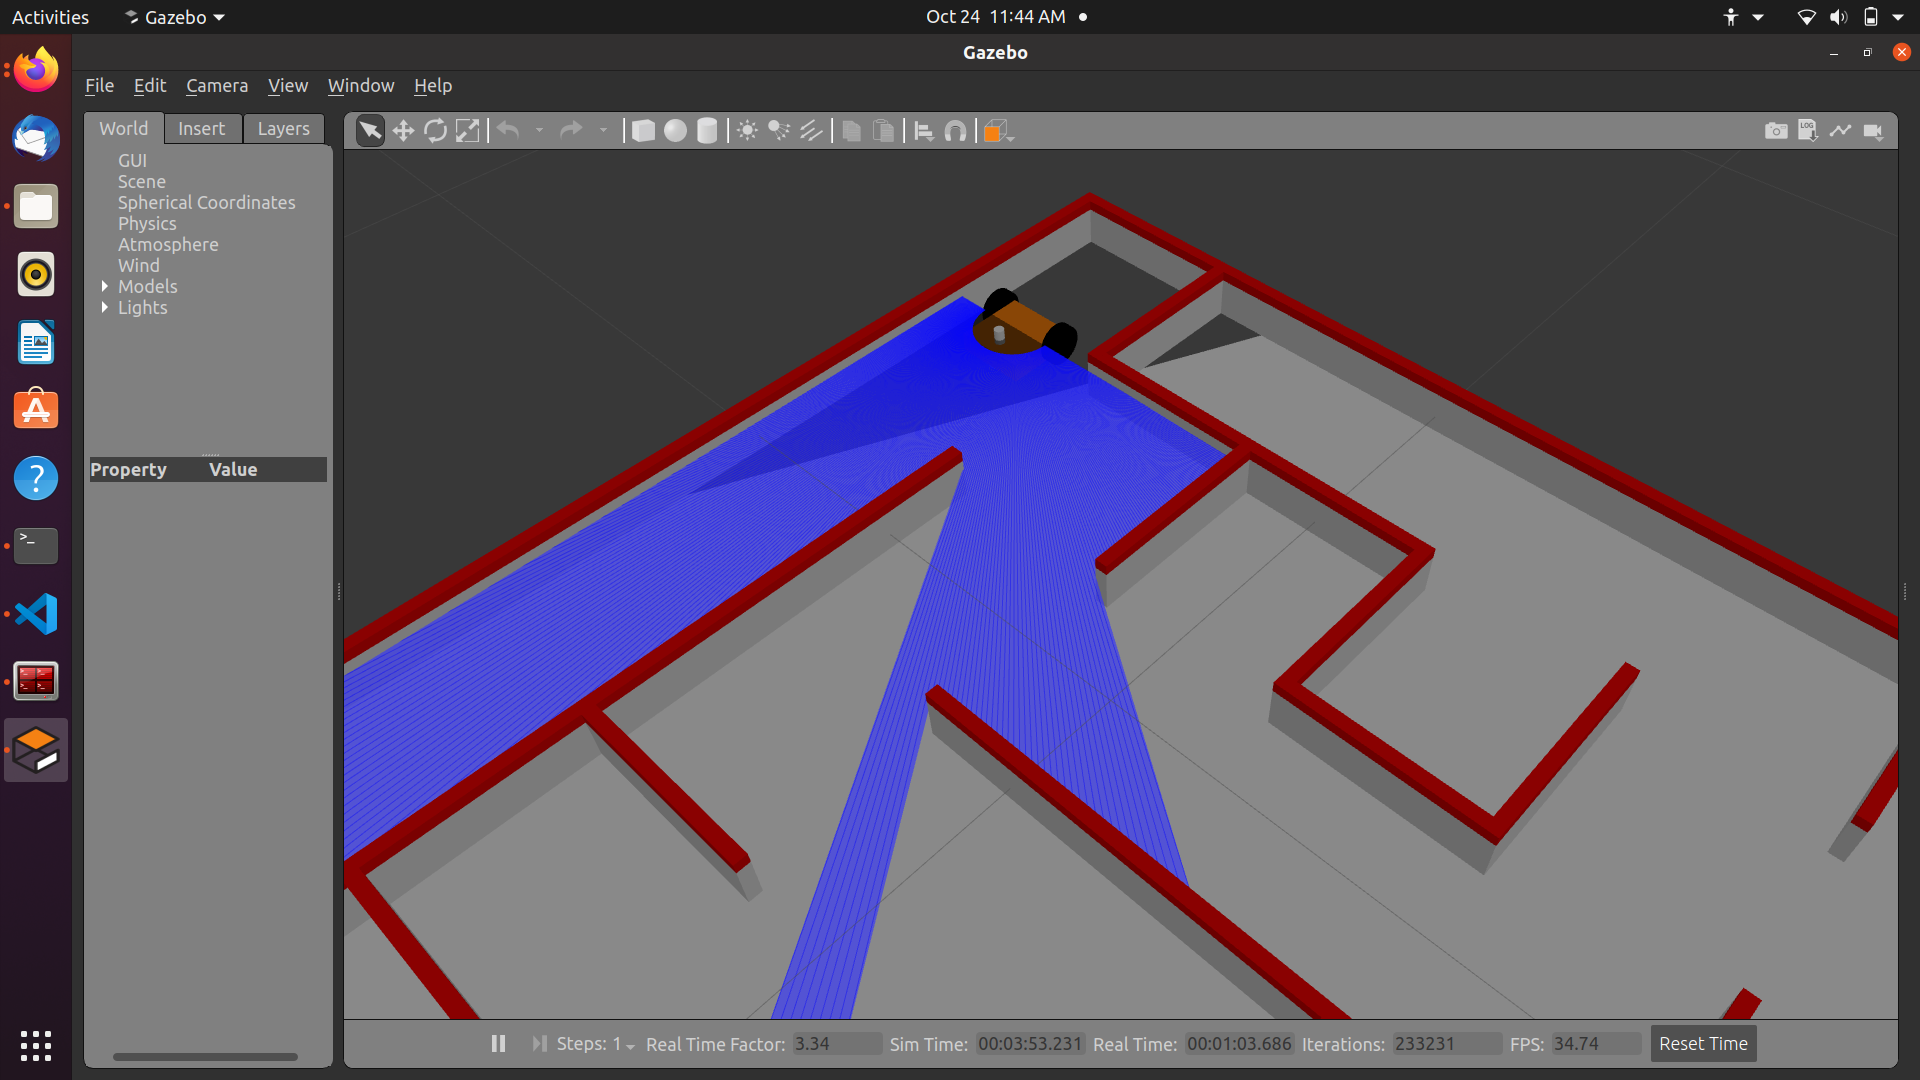 Activities
Gazebo
Oct 24 11:44 AM
Gazebo
File Edit Camera View Window Help
World Insert Layers
LOG
GUI
Scene
Spherical Coordinates
Physics
Atmosphere
Wind
Models
Lights
Property Value
Steps: 1 Real Time Factor: 3.34 Sim Time: 00:03:53.231 Real Time: 00:01:03.686 Iterations: 233231 FPS: 34.74 Reset Time